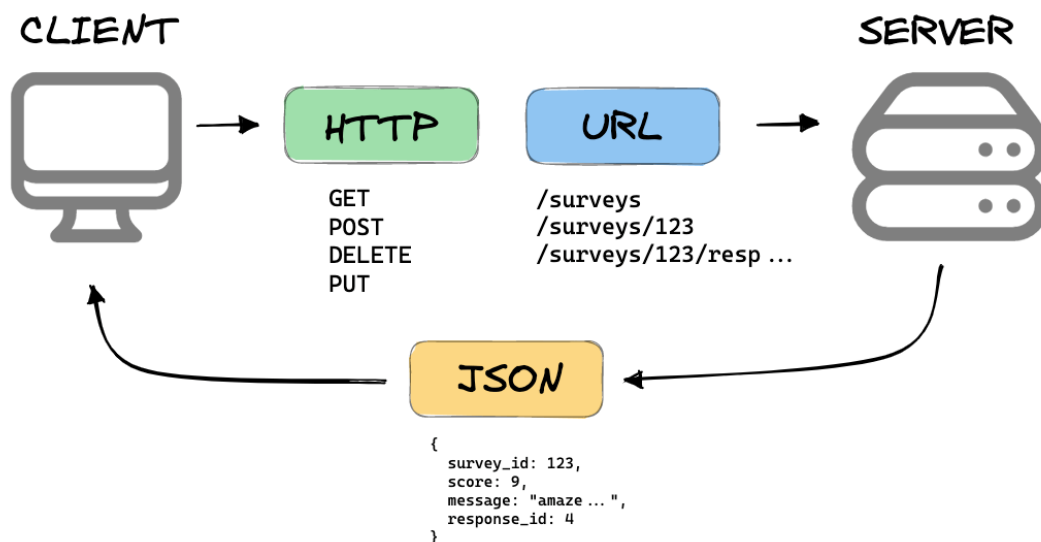 CLIENT
SERVER
HTTP
URL
GET
POST
DELETE
PUT
/surveys
/surveys/123
/surveys/123/resp...
JSON
{
  survey_id: 123,
  score: 9,
  message: "amaze...",
  response_id: 4
}